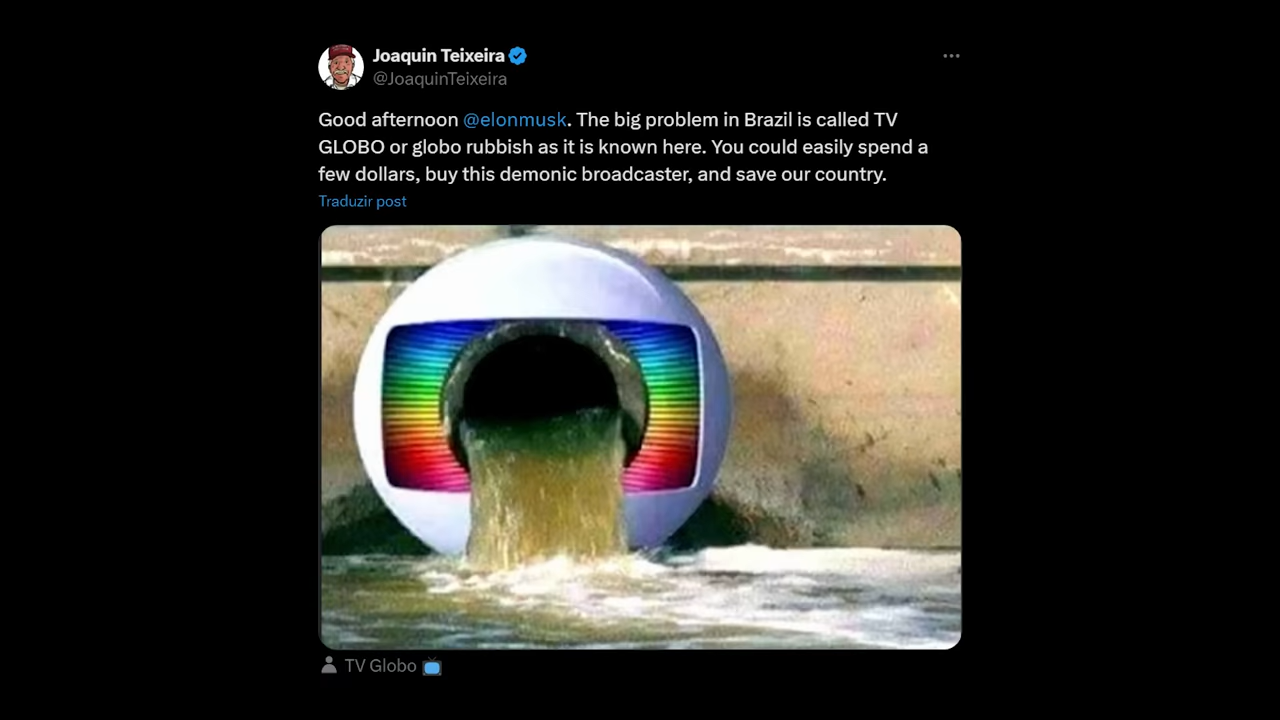 Joaquin Teixeira
@JoaquinTeixeira
Good afternoon @elonmusk. The big problem in Brazil is called TV
GLOBO or globo rubbish as it is known here. You could easily spend a
few dollars, buy this demonic broadcaster, and save our country.
Traduzir post
TV Globo